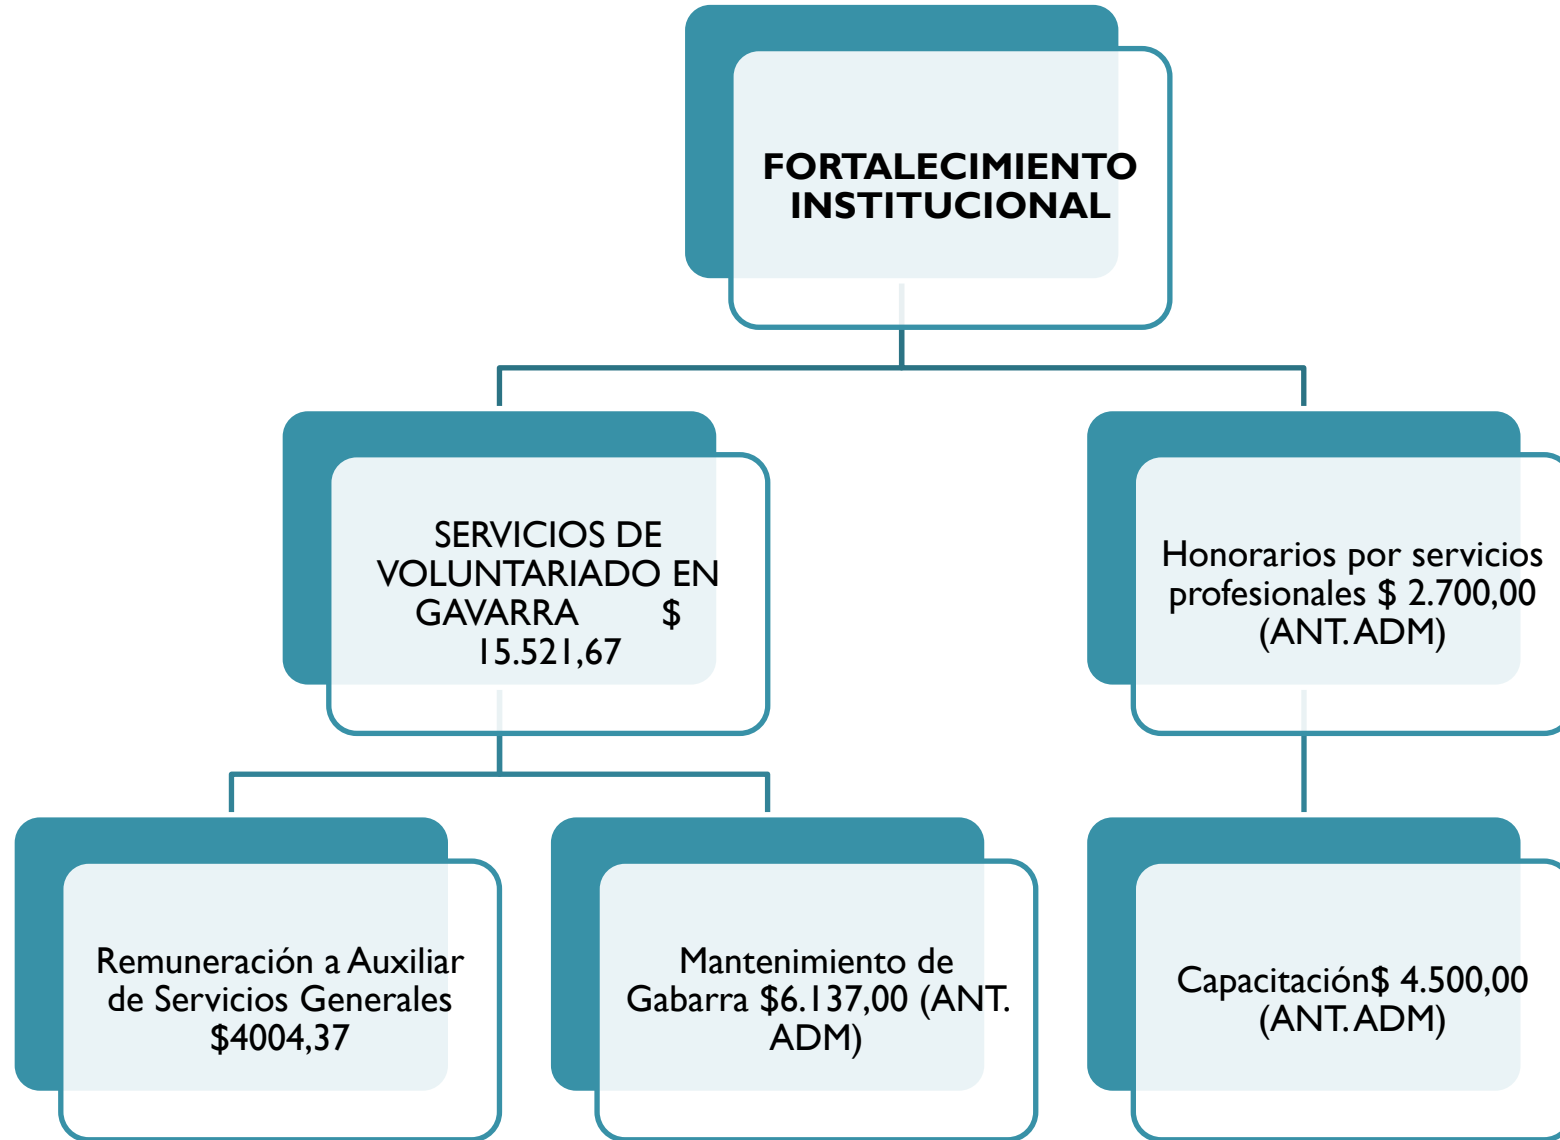 FORTALECIMIENTO
INSTITUCIONAL
SERVICIOS DE
VOLUNTARIADO EN
GAVARRA $
15.521,67
Honorarios por servicios
profesionales $ 2.700,00
(ANT. ADM)
Remuneración a Auxiliar
de Servicios Generales
$4004,37
Mantenimiento de
Gabarra $6.137,00 (ANT.
ADM)
Capacitación$ 4.500,00
(ANT. ADM)